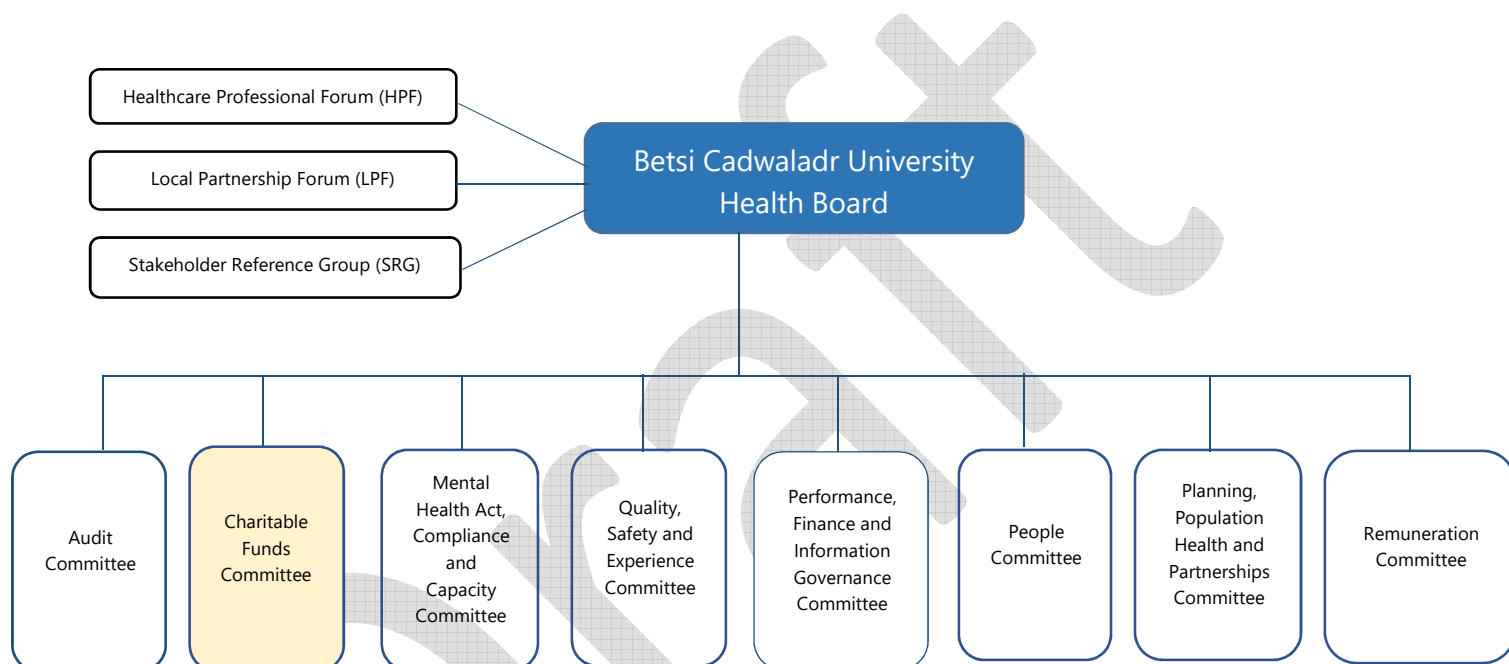 Healthcare Professional Forum (HPF)
Local Partnership Forum (LPF)
Stakeholder Reference Group (SRG)
Betsi Cadwaladr University
Health Board
Audit
Committee
Charitable
Funds
Committee
Mental
Health Act,
Compliance
and
Capacity
Committee
Quality,
Safety and
Experience
Committee
Performance,
Finance and
Information
Governance
Committee
People
Committee
Planning,
Population
Health and
Partnerships
Committee
Remuneration
Committee
Draft